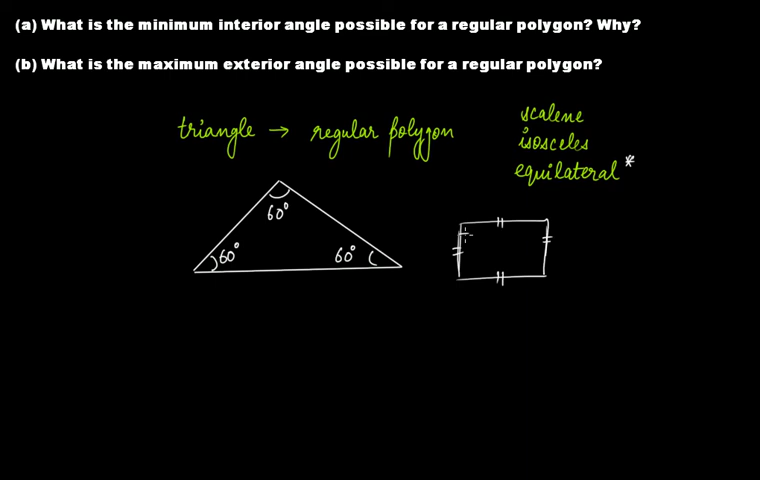 (a) What is the minimum interior angle possible for a regular polygon? Why?
(b) What is the maximum exterior angle possible for a regular polygon?
triangle → regular polygon
scalene
isosceles
equilateral *
60°
60°
60°